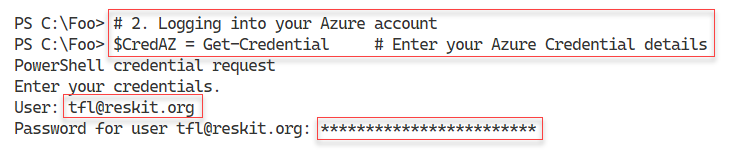 PS C:\Foo> # 2. Logging into your Azure account
PS C:\Foo> $CredAZ = Get-Credential     # Enter your Azure Credential details
PowerShell credential request
Enter your credentials.
User: tfl@reskit.org
Password for user tfl@reskit.org: ************************